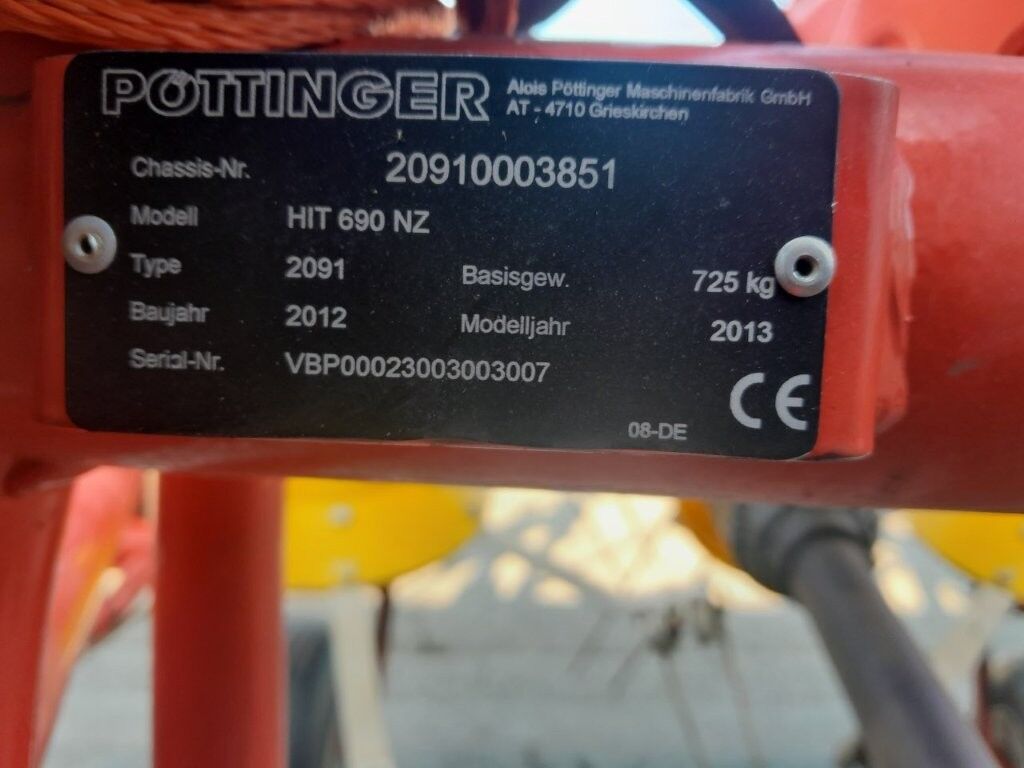 PÖTTINGER
Alois Pöttinger Maschinenfabrik GmbH
AT - 4710 Grieskirchen
Chassis-Nr. 20910003851
Modell HIT 690 NZ
Type 2091 Basisgew. 725 kg
Baujahr 2012 Modelljahr 2013
Serial-Nr. VBP00023003003007
CE
08-DE